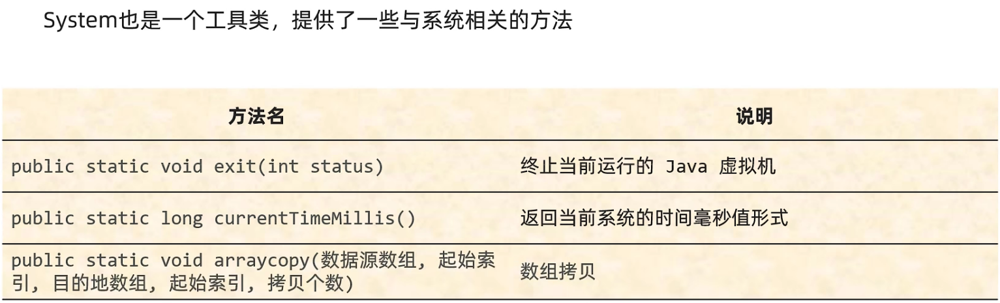 System也是一个工具类，提供了一些与系统相关的方法
方法名 说明
public static void exit(int status) 终止当前运行的 Java 虚拟机
public static long currentTimeMillis() 返回当前系统的时间毫秒值形式
public static void arraycopy(数据源数组, 起始索
引, 目的地数组, 起始索引, 拷贝个数) 数组拷贝